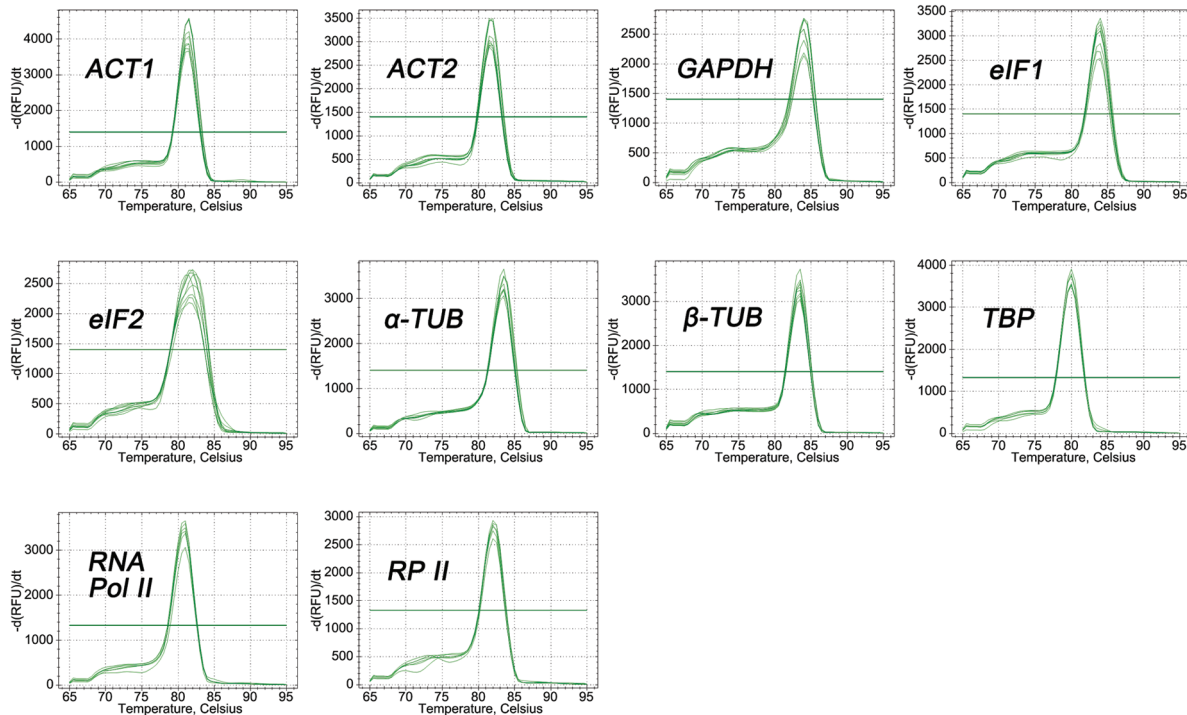 -d(RFU)/dt
4000
3000
2000
1000
0
ACT1
65 70 75 80 85 90 95
Temperature, Celsius
-d(RFU)/dt
3500
3000
2500
2000
1500
1000
500
0
ACT2
65 70 75 80 85 90 95
Temperature, Celsius
-d(RFU)/dt
2500
2000
1500
1000
500
0
GAPDH
65 70 75 80 85 90 95
Temperature, Celsius
-d(RFU)/dt
3500
3000
2500
2000
1500
1000
500
0
eIF1
65 70 75 80 85 90 95
Temperature, Celsius
-d(RFU)/dt
2500
2000
1500
1000
500
0
eIF2
65 70 75 80 85 90 95
Temperature, Celsius
-d(RFU)/dt
3000
2000
1000
0
α-TUB
65 70 75 80 85 90 95
Temperature, Celsius
-d(RFU)/dt
3000
2000
1000
0
β-TUB
65 70 75 80 85 90 95
Temperature, Celsius
-d(RFU)/dt
4000
3000
2000
1000
0
TBP
65 70 75 80 85 90 95
Temperature, Celsius
-d(RFU)/dt
3000
2000
1000
0
RNA
Pol II
65 70 75 80 85 90 95
Temperature, Celsius
-d(RFU)/dt
3000
2500
2000
1500
1000
500
0
RP II
65 70 75 80 85 90 95
Temperature, Celsius